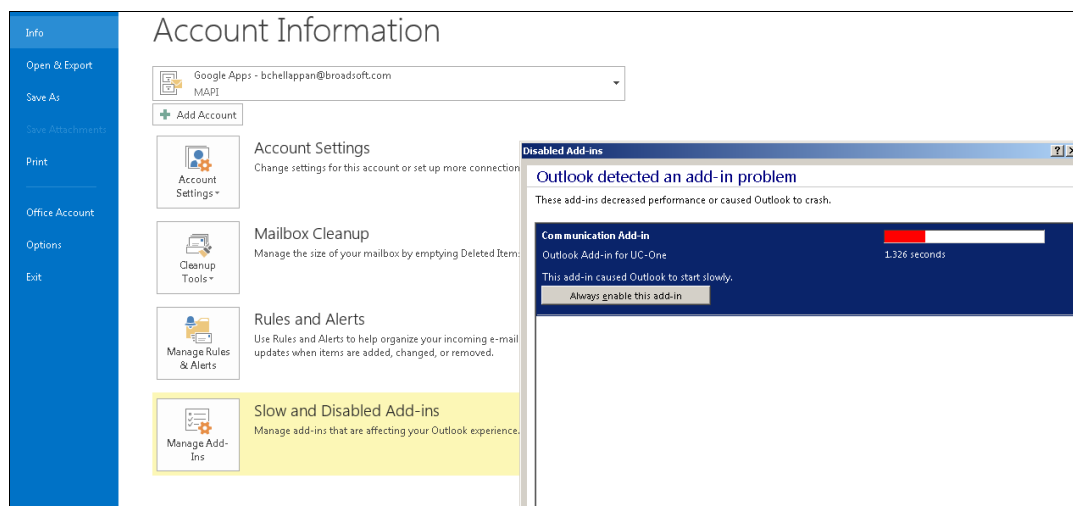 Info
Open & Export
Save As
Save Attachments
Print
Office Account
Options
Exit
Account Information
Google Apps - bchellappan@broadsoft.com
MAPI
Add Account
Account
Settings
Account Settings
Change settings for this account or set up more connection
Cleanup
Tools
Mailbox Cleanup
Manage the size of your mailbox by emptying Deleted Item
Manage Rules
& Alerts
Rules and Alerts
Use Rules and Alerts to help organize your incoming e-mail
updates when items are added, changed, or removed.
Manage Add-
Ins
Slow and Disabled Add-ins
Manage add-ins that are affecting your Outlook experience.
Disabled Add-ins
Outlook detected an add-in problem
These add-ins decreased performance or caused Outlook to crash.
Communication Add-in
Outlook Add-in for UC-One
1.326 seconds
This add-in caused Outlook to start slowly.
Always enable this add-in